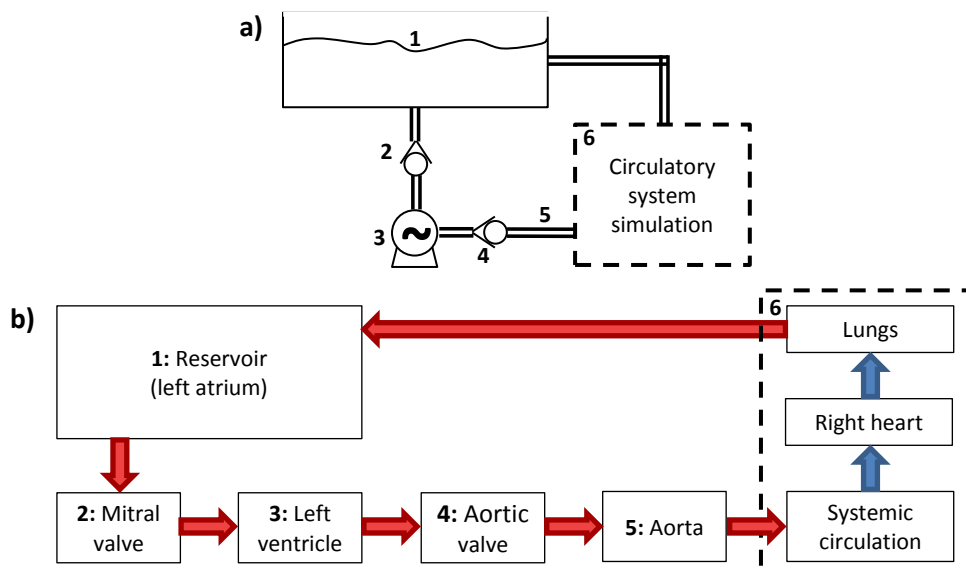 a)
1
2
3
4
5
6
Circulatory
system
simulation
b)
1: Reservoir
(left atrium)
6
Lungs
Right heart
2: Mitral
valve
3: Left
ventricle
4: Aortic
valve
5: Aorta
Systemic
circulation